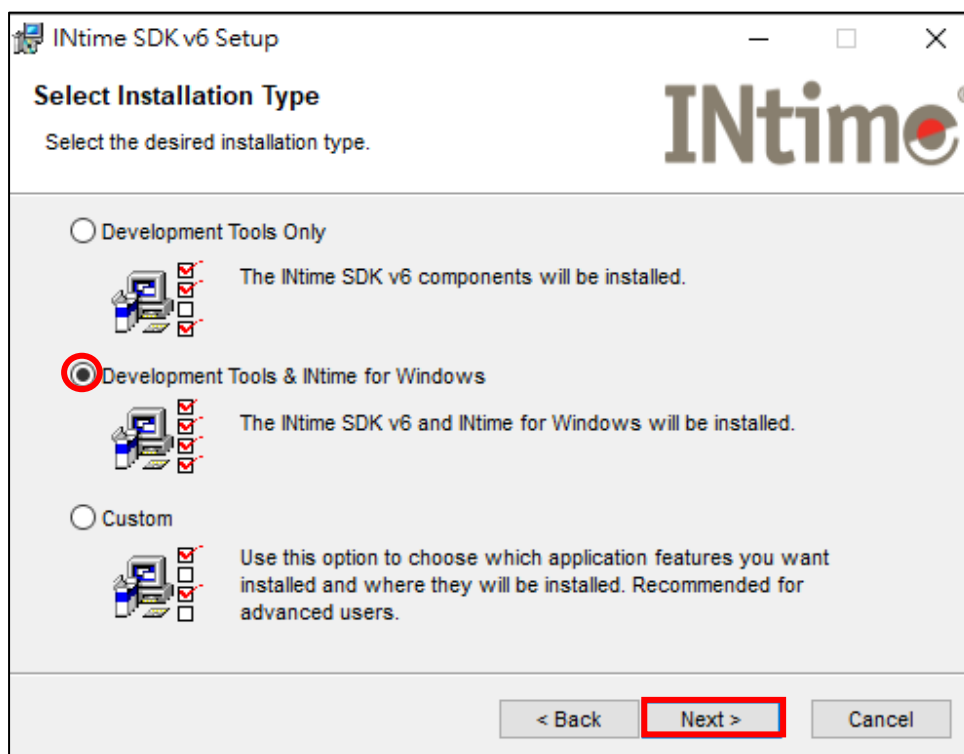 INtime SDK v6 Setup
Select Installation Type
Select the desired installation type.
INtime
Development Tools Only
The INtime SDK v6 components will be installed.
Development Tools & INtime for Windows
The INtime SDK v6 and INtime for Windows will be installed.
Custom
Use this option to choose which application features you want
installed and where they will be installed. Recommended for
advanced users.
< Back
Next >
Cancel